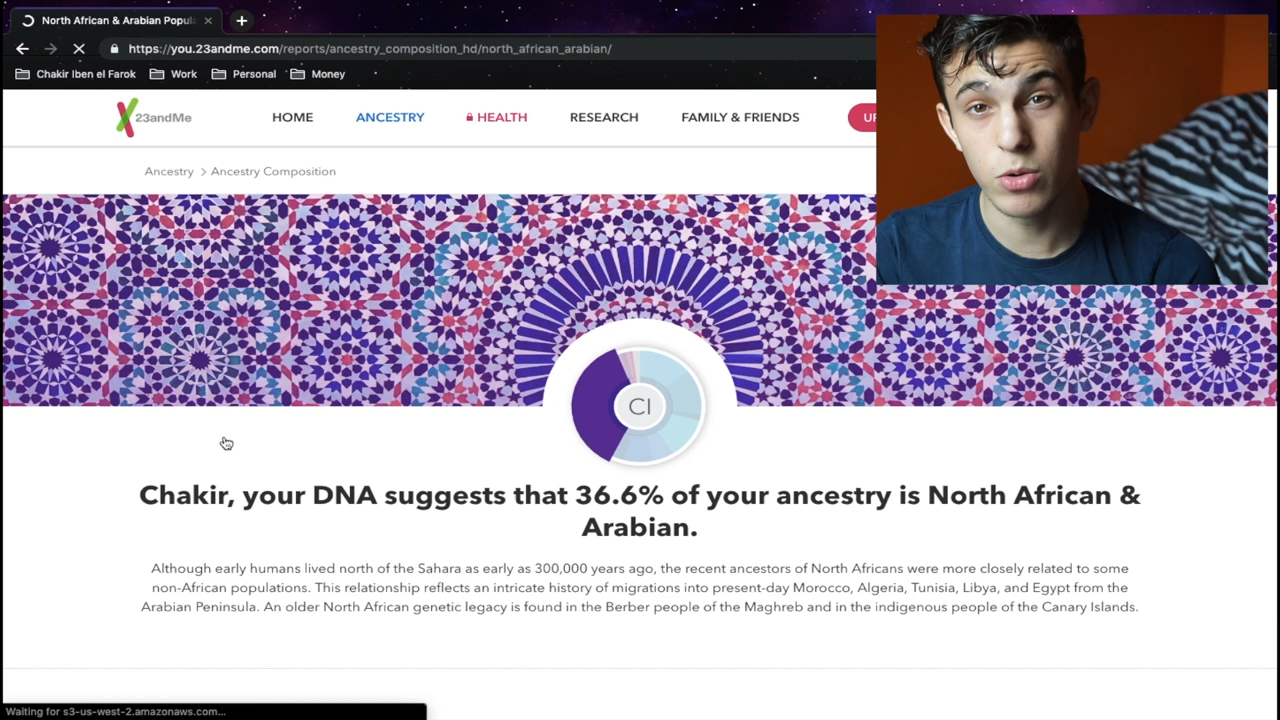 North African & Arabian Popul
https://you.23andme.com/reports/ancestry_composition_hd/north_african_arabian/
Chakir Iben el Farok
Work
Personal
Money
23andMe
HOME
ANCESTRY
HEALTH
RESEARCH
FAMILY & FRIENDS
UP
Ancestry > Ancestry Composition
CI
Chakir, your DNA suggests that 36.6% of your ancestry is North African &
Arabian.
Although early humans lived north of the Sahara as early as 300,000 years ago, the recent ancestors of North Africans were more closely related to some
non-African populations. This relationship reflects an intricate history of migrations into present-day Morocco, Algeria, Tunisia, Libya, and Egypt from the
Arabian Peninsula. An older North African genetic legacy is found in the Berber people of the Maghreb and in the indigenous people of the Canary Islands.
Waiting for s3-us-west-2.amazonaws.com...